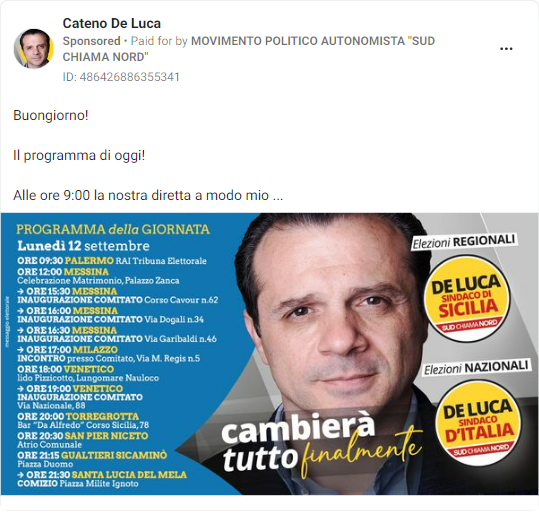 Cateno De Luca
Sponsored • Paid for by MOVIMENTO POLITICO AUTONOMISTA "SUD
CHIAMA NORD"
ID: 486426886355341
Buongiorno!
Il programma di oggi!
Alle ore 9:00 la nostra diretta a modo mio ...
PROGRAMMA della GIORNATA
Lunedì 12 settembre
ORE 09:30 PALERMO RAI Tribuna Elettorale
ORE 12:00 MESSINA
Celebrazione Matrimonio, Palazzo Zanca
→ ORE 15:30 MESSINA
INAUGURAZIONE COMITATO Corso Cavour n.62
→ ORE 16:00 MESSINA
INAUGURAZIONE COMITATO Via Dogali n.34
→ ORE 16:30 MESSINA
INAUGURAZIONE COMITATO Via Garibaldi n.46
→ ORE 17:00 MILAZZO
INCONTRO presso Comitato, Via M. Regis n.5
ORE 18:00 VENETICO
lido Pizzicotto, Lungomare Nauloco
→ ORE 19:00 VENETICO
INAUGURAZIONE COMITATO
Via Nazionale, 88
ORE 20:00 TORREGROTTA
Bar "Da Alfredo" Corso Sicilia,78
ORE 20:30 SAN PIER NICETO
Atrio Comunale
ORE 21:15 GUALTIERI SICAMINÒ
Piazza Duomo
→ ORE 21:30 SANTA LUCIA DEL MELA
COMIZIO Piazza Milite Ignoto
messaggio elettorale
cambierà
tutto finalmente
Elezioni REGIONALI
DE LUCA
SINDACO DI
SICILIA
SUD CHIAMA NORD
Elezioni NAZIONALI
DE LUCA
SINDACO
D'ITALIA
SUD CHIAMA NORD